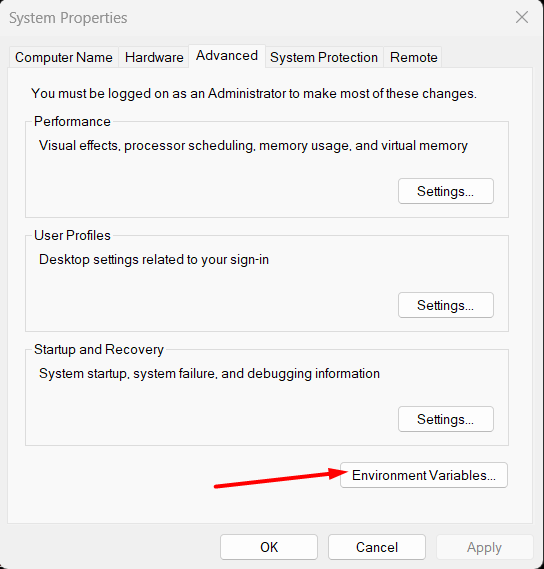 System Properties
Computer Name Hardware Advanced System Protection Remote
You must be logged on as an Administrator to make most of these changes.
Performance
Visual effects, processor scheduling, memory usage, and virtual memory
Settings...
User Profiles
Desktop settings related to your sign-in
Settings...
Startup and Recovery
System startup, system failure, and debugging information
Settings...
Environment Variables...
OK Cancel Apply